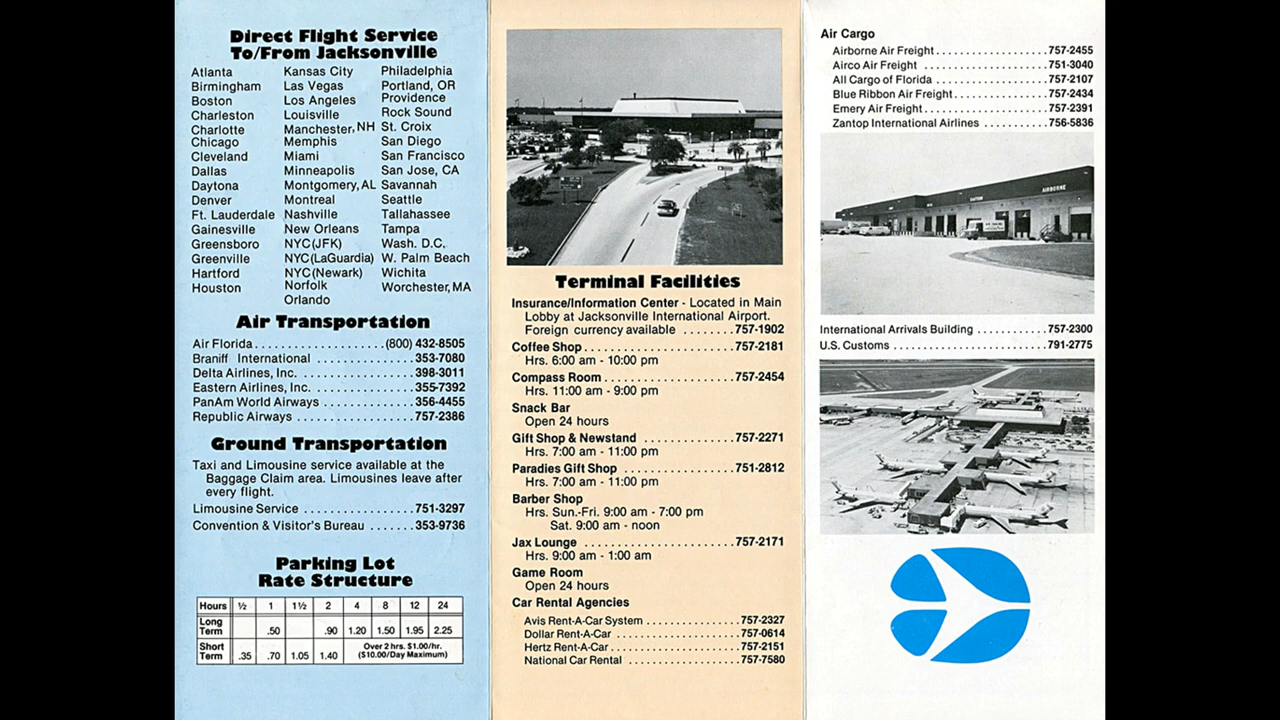 Direct Flight Service
To/From Jacksonville
Atlanta
Birmingham
Boston
Charleston
Charlotte
Chicago
Cleveland
Dallas
Daytona
Denver
Ft. Lauderdale
Gainesville
Greensboro
Greenville
Hartford
Houston
Kansas City
Las Vegas
Los Angeles
Louisville
Manchester, NH
Memphis
Miami
Minneapolis
Montgomery, AL
Montreal
Nashville
New Orleans
NYC(JFK)
NYC(LaGuardia)
NYC(Newark)
Norfolk
Orlando
Philadelphia
Portland, OR
Providence
Rock Sound
St. Croix
San Diego
San Francisco
San Jose, CA
Savannah
Seattle
Tallahassee
Tampa
Wash. D.C.
W. Palm Beach
Wichita
Worchester, MA
Air Transportation
Air Florida ...................... (800) 432-8505
Braniff International ................ 353-7080
Delta Airlines, Inc. .................. 398-3011
Eastern Airlines, Inc. ................ 355-7392
PanAm World Airways ............... 356-4455
Republic Airways ................... 757-2386
Ground Transportation
Taxi and Limousine service available at the
Baggage Claim area. Limousines leave after
every flight.
Limousine Service ................... 751-3297
Convention & Visitor's Bureau ....... 353-9736
Parking Lot
Rate Structure
Hours ½ 1 1½ 2 4 8 12 24
Long
Term .50 .90 1.20 1.50 1.95 2.25
Short
Term .35 .70 1.05 1.40 Over 2 hrs. $1.00/hr.
($10.00/Day Maximum)
Terminal Facilities
Insurance/Information Center - Located in Main
Lobby at Jacksonville International Airport.
Foreign currency available ........ 757-1902
Coffee Shop ........................ 757-2181
Hrs. 6:00 am - 10:00 pm
Compass Room ..................... 757-2454
Hrs. 11:00 am - 9:00 pm
Snack Bar
Open 24 hours
Gift Shop & Newstand .............. 757-2271
Hrs. 7:00 am - 11:00 pm
Paradies Gift Shop ................. 751-2812
Hrs. 7:00 am - 11:00 pm
Barber Shop
Hrs. Sun.-Fri. 9:00 am - 7:00 pm
Sat. 9:00 am - noon
Jax Lounge ........................ 757-2171
Hrs. 9:00 am - 1:00 am
Game Room
Open 24 hours
Car Rental Agencies
Avis Rent-A-Car System .............. 757-2327
Dollar Rent-A-Car .................. 757-0614
Hertz Rent-A-Car ................... 757-2151
National Car Rental ................ 757-7580
Air Cargo
Airborne Air Freight ................ 757-2455
Airco Air Freight .................. 751-3040
All Cargo of Florida ................ 757-2107
Blue Ribbon Air Freight ............. 757-2434
Emery Air Freight .................. 757-2391
Zantop International Airlines ....... 756-5836
AIRBORNE
International Arrivals Building ........... 757-2300
U.S. Customs ........................ 791-2775